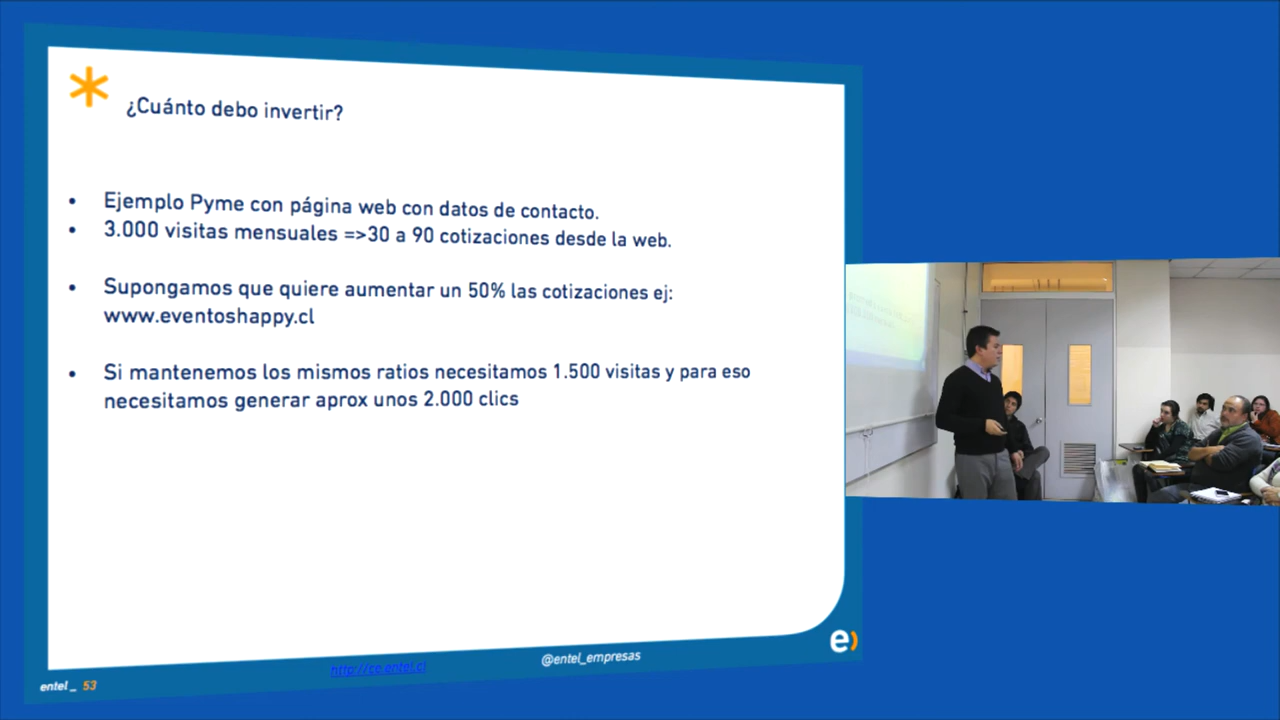 ¿Cuánto debo invertir?
• Ejemplo Pyme con página web con datos de contacto.
• 3.000 visitas mensuales =>30 a 90 cotizaciones desde la web.
• Supongamos que quiere aumentar un 50% las cotizaciones ej:
www.eventoshappy.cl
• Si mantenemos los mismos ratios necesitamos 1.500 visitas y para eso
necesitamos generar aprox unos 2.000 clics
e)
entel_ 53
http://ce.entel.cl
@entel_empresas